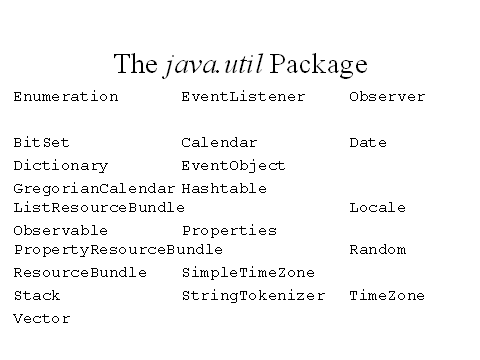 The java.util Package
Enumeration EventListener Observer
BitSet Calendar Date
Dictionary EventObject
GregorianCalendar Hashtable
ListResourceBundle Locale
Observable Properties
PropertyResourceBundle Random
ResourceBundle SimpleTimeZone
Stack StringTokenizer TimeZone
Vector